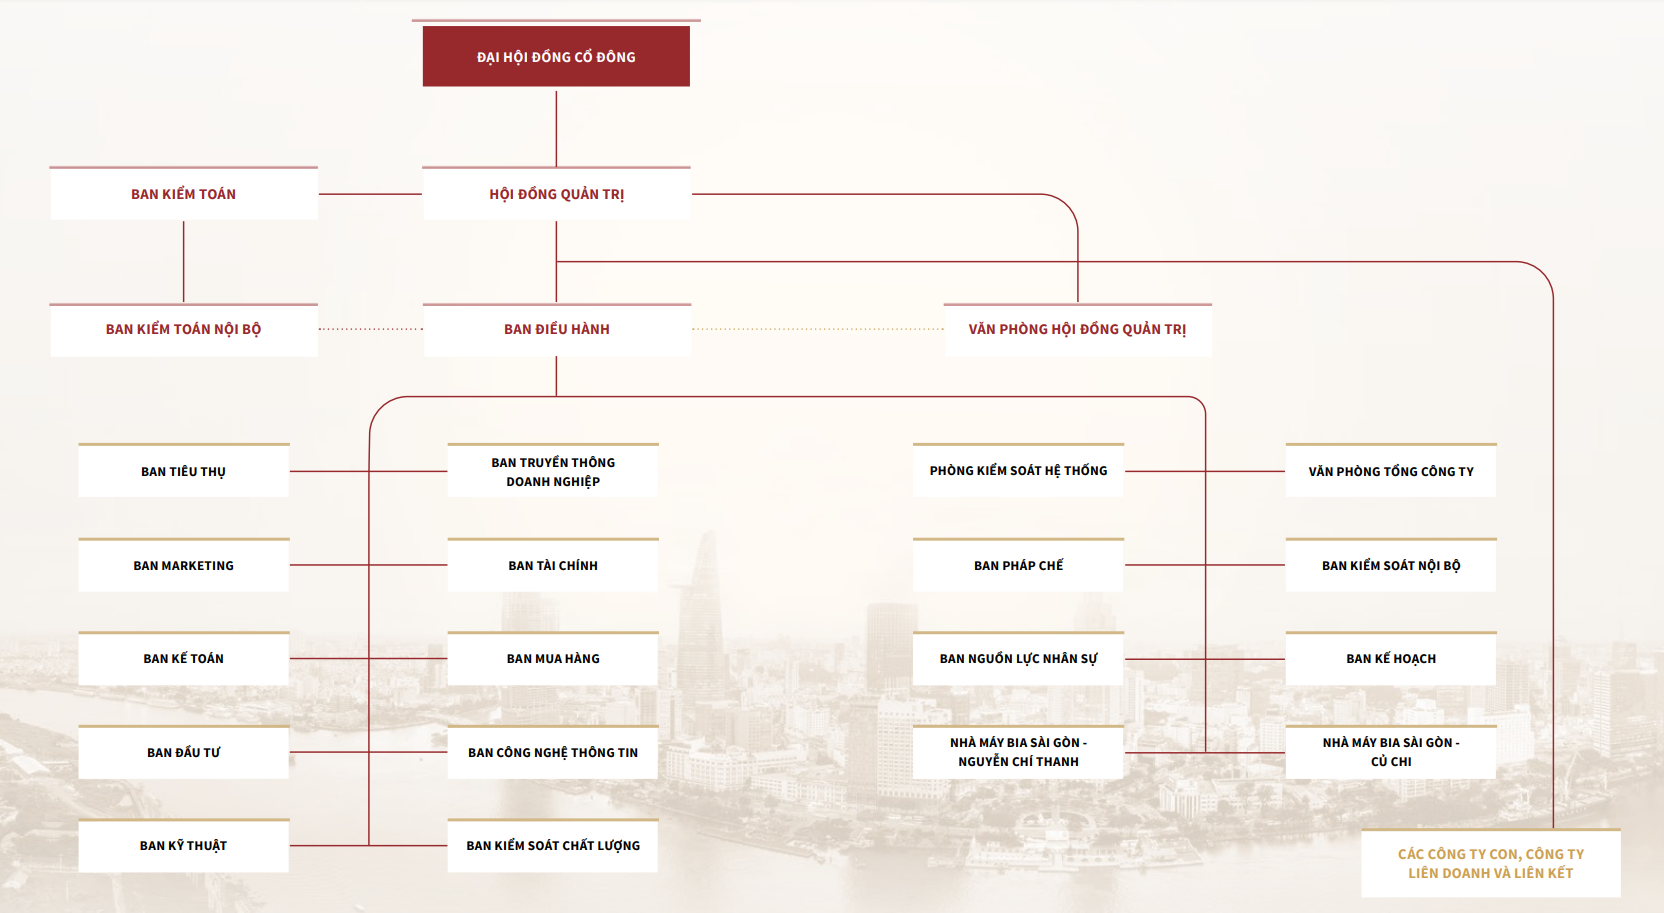 ĐẠI HỘI ĐỒNG CỔ ĐÔNG
BAN KIỂM TOÁN
HỘI ĐỒNG QUẢN TRỊ
BAN KIỂM TOÁN NỘI BỘ
BAN ĐIỀU HÀNH
VĂN PHÒNG HỘI ĐỒNG QUẢN TRỊ
BAN TIÊU THỤ
BAN TRUYỀN THÔNG
DOANH NGHIỆP
PHÒNG KIỂM SOÁT HỆ THỐNG
VĂN PHÒNG TỔNG CÔNG TY
BAN MARKETING
BAN TÀI CHÍNH
BAN PHÁP CHẾ
BAN KIỂM SOÁT NỘI BỘ
BAN KẾ TOÁN
BAN MUA HÀNG
BAN NGUỒN LỰC NHÂN SỰ
BAN KẾ HOẠCH
BAN ĐẦU TƯ
BAN CÔNG NGHỆ THÔNG TIN
NHÀ MÁY BIA SÀI GÒN -
NGUYỄN CHÍ THANH
NHÀ MÁY BIA SÀI GÒN -
CỦ CHI
BAN KỸ THUẬT
BAN KIỂM SOÁT CHẤT LƯỢNG
CÁC CÔNG TY CON, CÔNG TY
LIÊN DOANH VÀ LIÊN KẾT